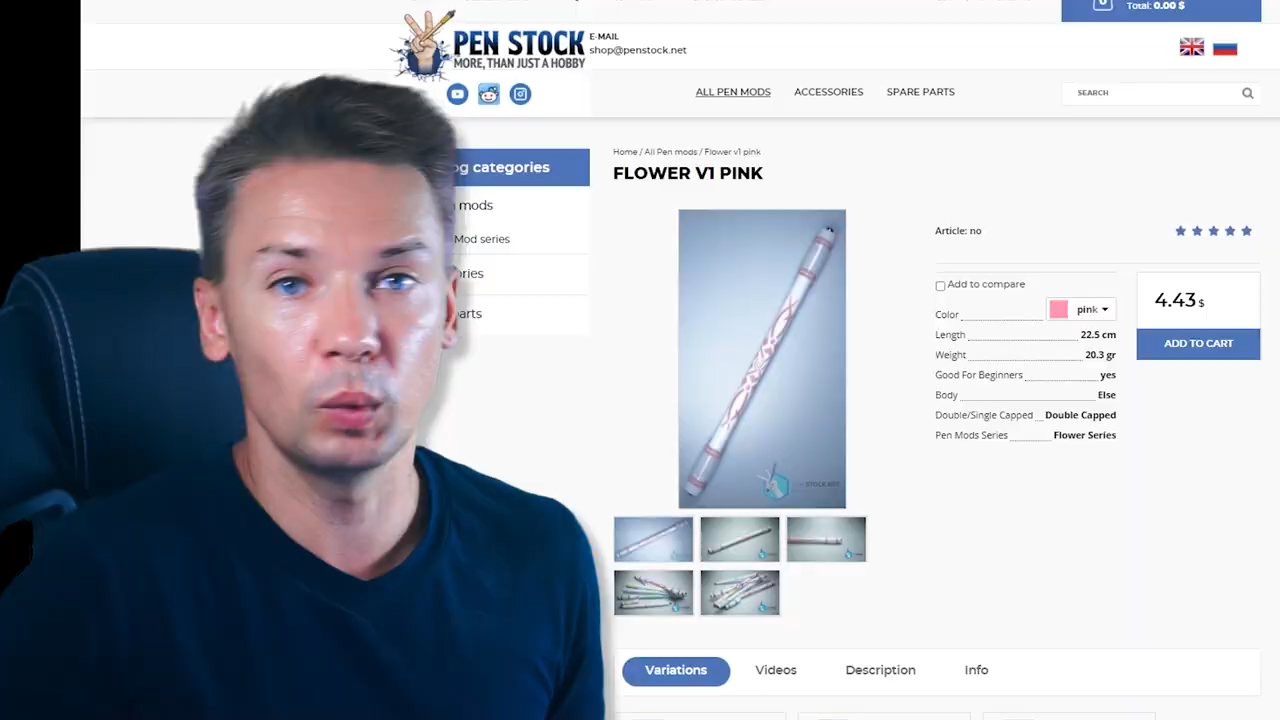 Total: 0.00 $
PEN STOCK
MORE, THAN JUST A HOBBY
E-MAIL
shop@penstock.net
ALL PEN MODS
ACCESSORIES
SPARE PARTS
SEARCH
categories
mods
Mod series
Home / All Pen mods / Flower v1 pink
FLOWER V1 PINK
Article: no
Add to compare
Color pink
Length 22.5 cm
Weight 20.3 gr
Good For Beginners yes
Body Else
Double/Single Capped Double Capped
Pen Mods Series Flower Series
4.43 $
ADD TO CART
Variations
Videos
Description
Info